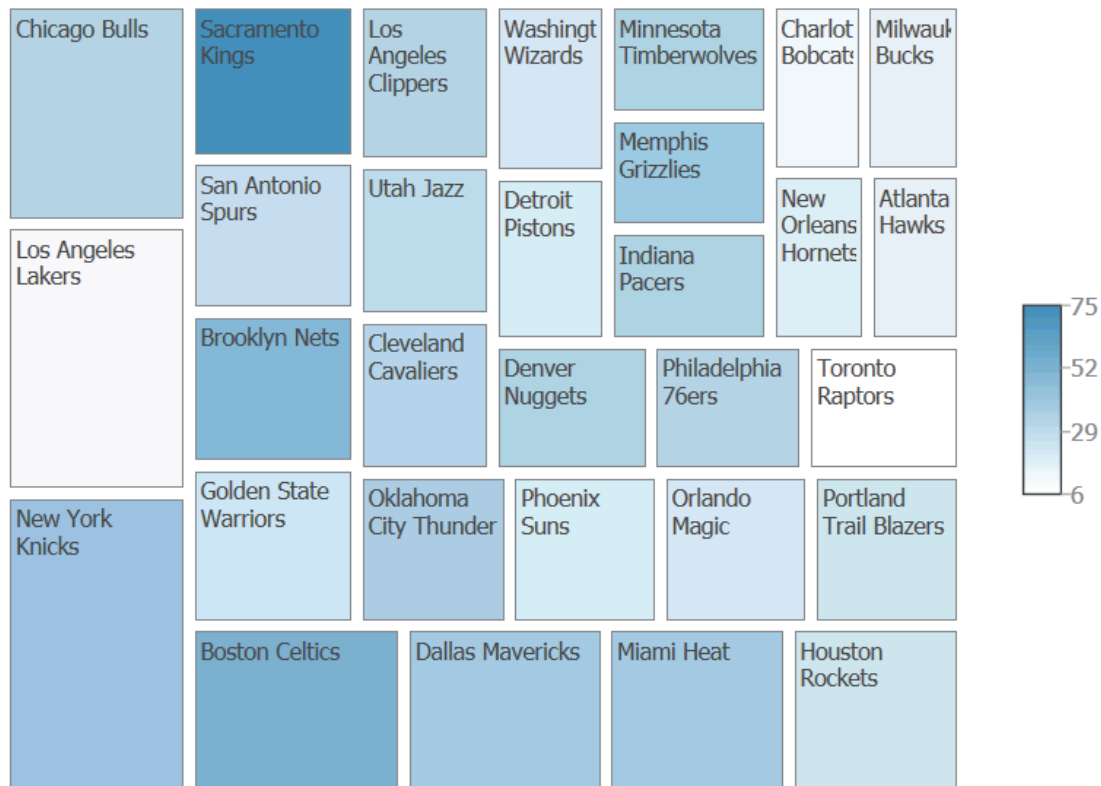 Chicago Bulls
Los Angeles
Lakers
New York
Knicks
Sacramento
Kings
San Antonio
Spurs
Brooklyn Nets
Golden State
Warriors
Boston Celtics
Los
Angeles
Clippers
Utah Jazz
Cleveland
Cavaliers
Oklahoma
City Thunder
Dallas Mavericks
Washingt
Wizards
Detroit
Pistons
Denver
Nuggets
Phoenix
Suns
Miami Heat
Minnesota
Timberwolves
Memphis
Grizzlies
Indiana
Pacers
Philadelphia
76ers
Orlando
Magic
Houston
Rockets
Charlot
Bobcats
New
Orleans
Hornets
Milwauk
Bucks
Atlanta
Hawks
Toronto
Raptors
Portland
Trail Blazers
75
52
29
6